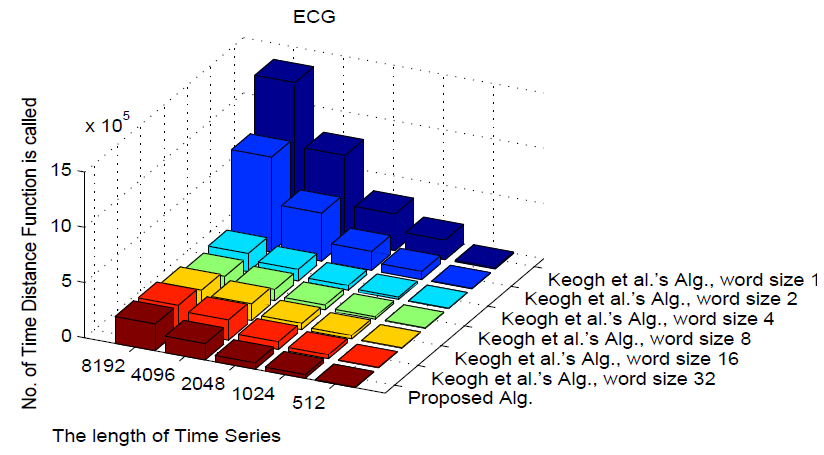 ECG
x 10^5
No. of Time Distance Function is called
15
10
5
0
8192
4096
2048
1024
512
The length of Time Series
Keogh et al.'s Alg., word size 1
Keogh et al.'s Alg., word size 2
Keogh et al.'s Alg., word size 4
Keogh et al.'s Alg., word size 8
Keogh et al.'s Alg., word size 16
Keogh et al.'s Alg., word size 32
Proposed Alg.